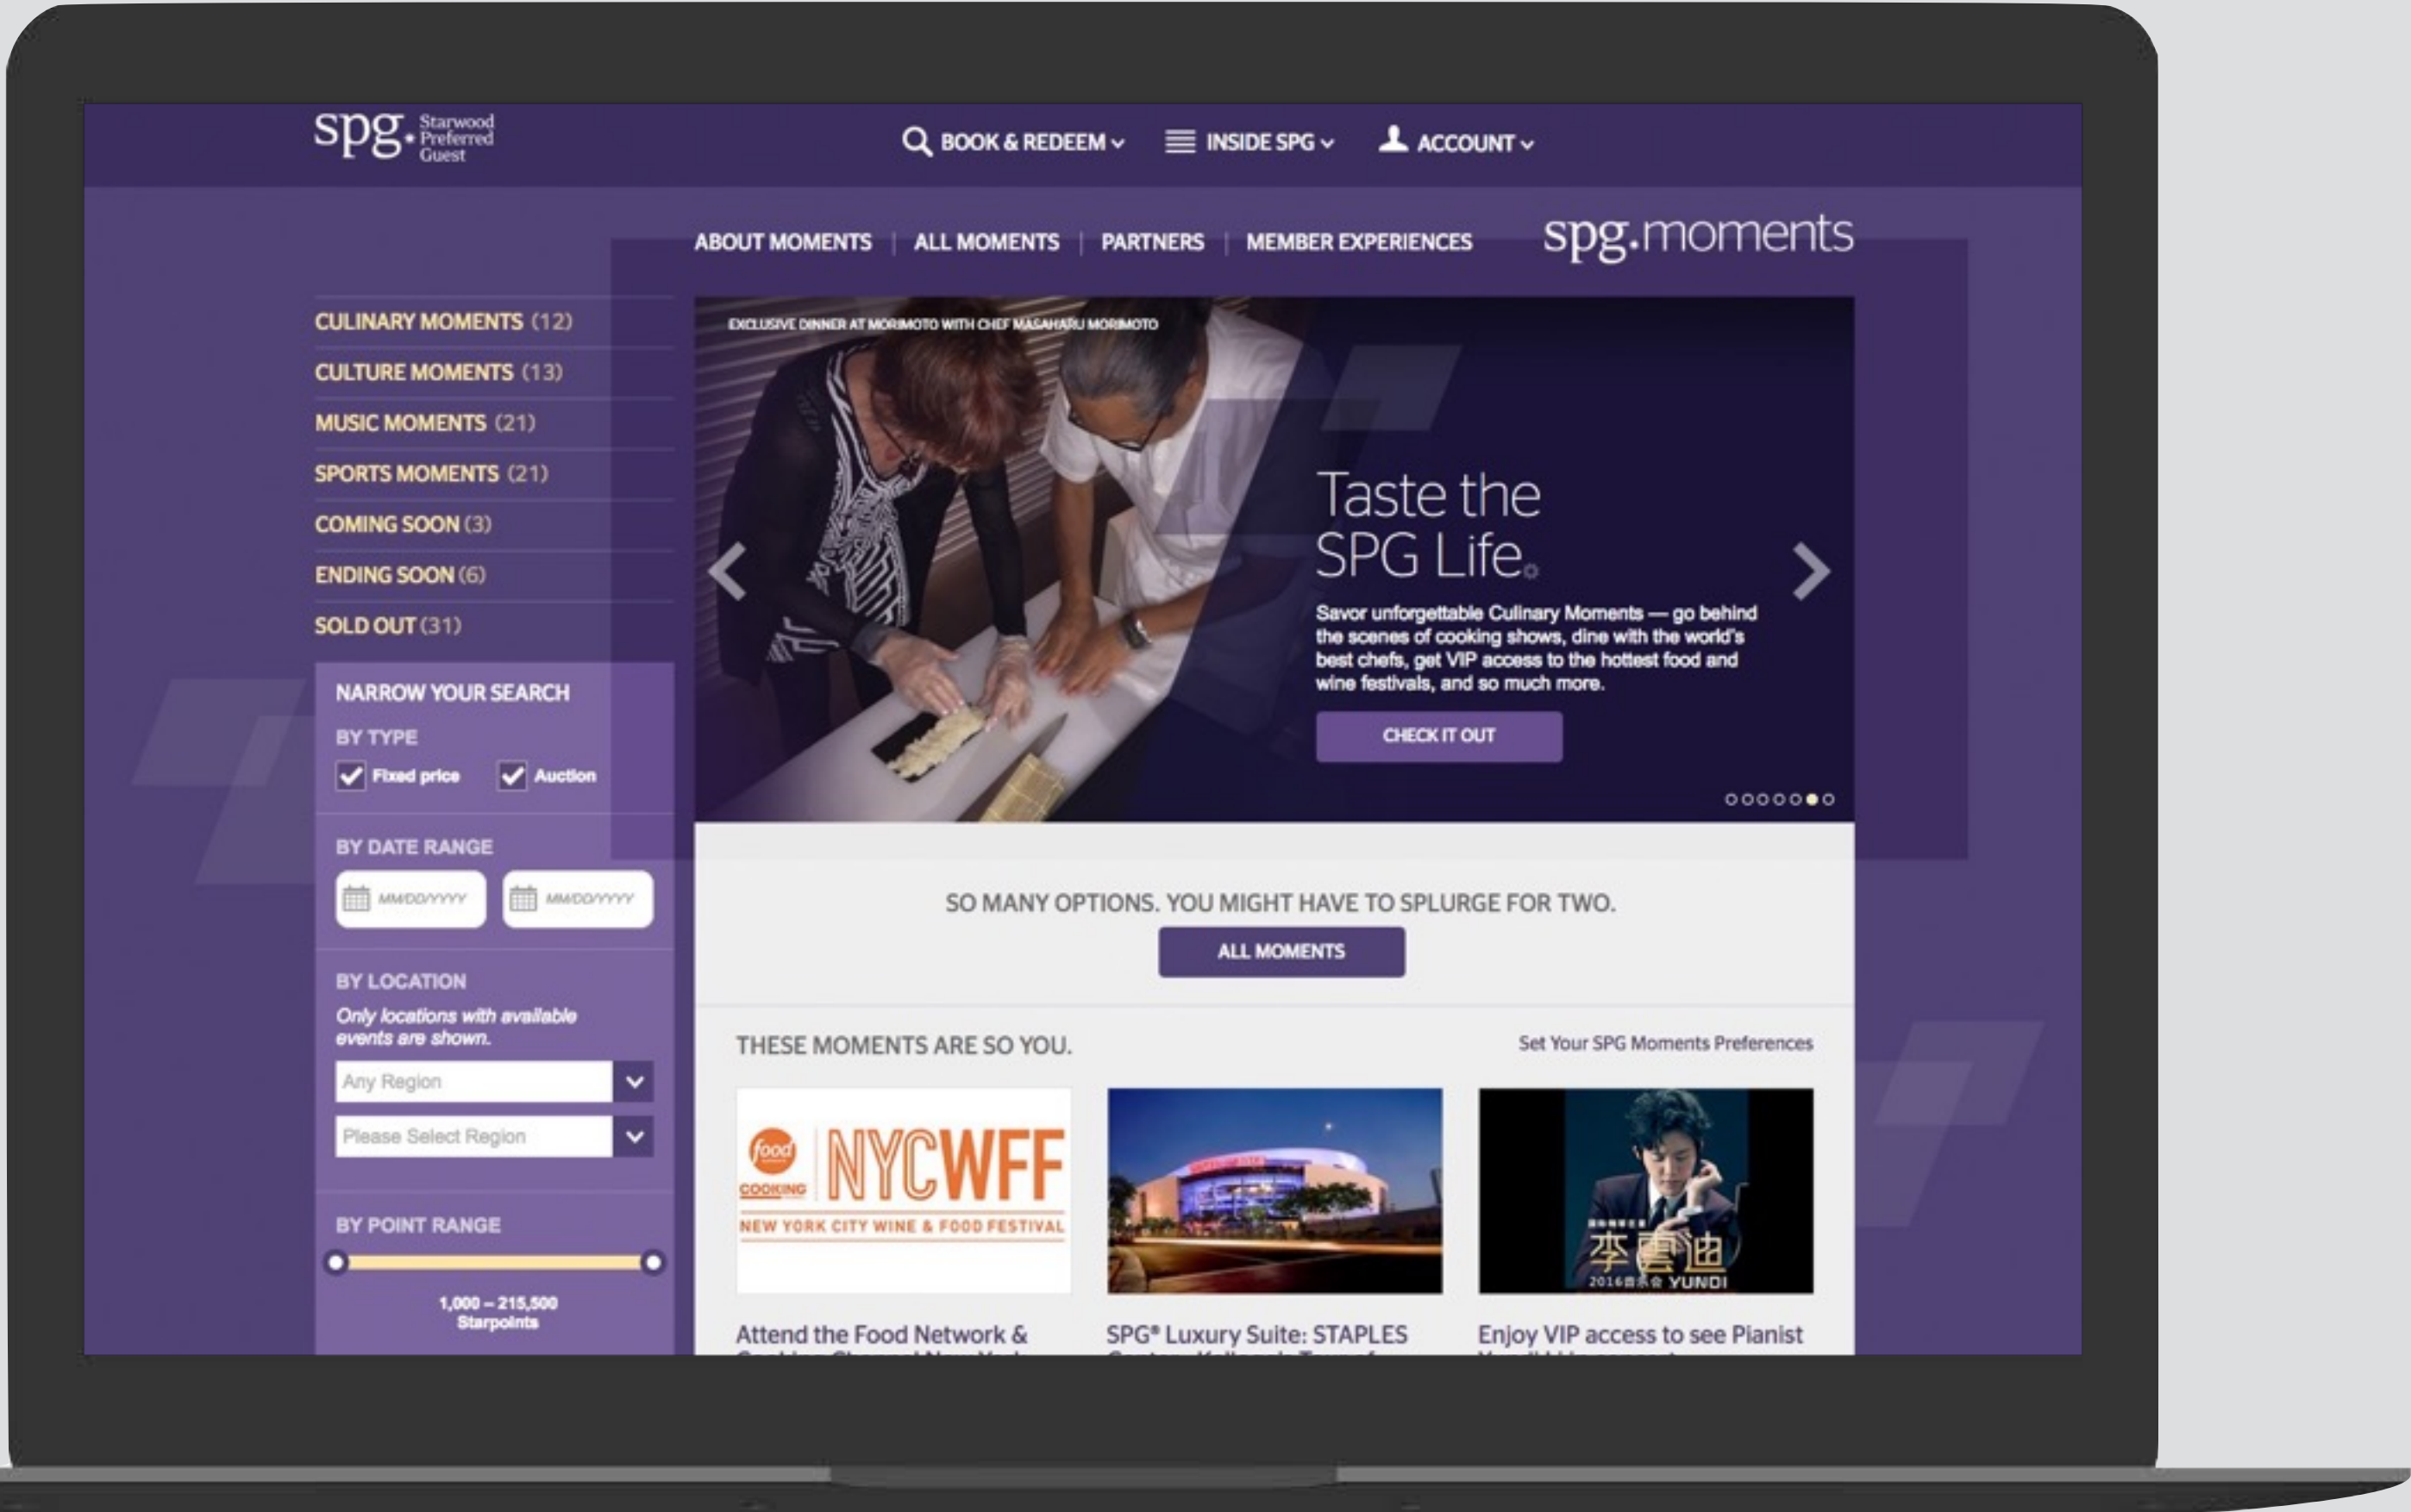 spg.
Starwood
Preferred
Guest
BOOK & REDEEM
INSIDE SPG
ACCOUNT
ABOUT MOMENTS
ALL MOMENTS
PARTNERS
MEMBER EXPERIENCES
spg.moments
CULINARY MOMENTS (12)
CULTURE MOMENTS (13)
MUSIC MOMENTS (21)
SPORTS MOMENTS (21)
COMING SOON (3)
ENDING SOON (6)
SOLD OUT (31)
NARROW YOUR SEARCH
BY TYPE
Fixed price
Auction
BY DATE RANGE
MM/DD/YYYY
MM/DD/YYYY
BY LOCATION
Only locations with available
events are shown.
Any Region
Please Select Region
BY POINT RANGE
1,000 – 215,500
Starpoints
EXCLUSIVE DINNER AT MORIMOTO WITH CHEF MASAHARU MORIMOTO
Taste the
SPG Life
Savor unforgettable Culinary Moments — go behind
the scenes of cooking shows, dine with the world's
best chefs, get VIP access to the hottest food and
wine festivals, and so much more.
CHECK IT OUT
SO MANY OPTIONS. YOU MIGHT HAVE TO SPLURGE FOR TWO.
ALL MOMENTS
THESE MOMENTS ARE SO YOU.
Set Your SPG Moments Preferences
food
COOKING
NYCWFF
NEW YORK CITY WINE & FOOD FESTIVAL
李雲迪
2016音乐会 YUNDI
Attend the Food Network &
SPG® Luxury Suite: STAPLES
Enjoy VIP access to see Pianist